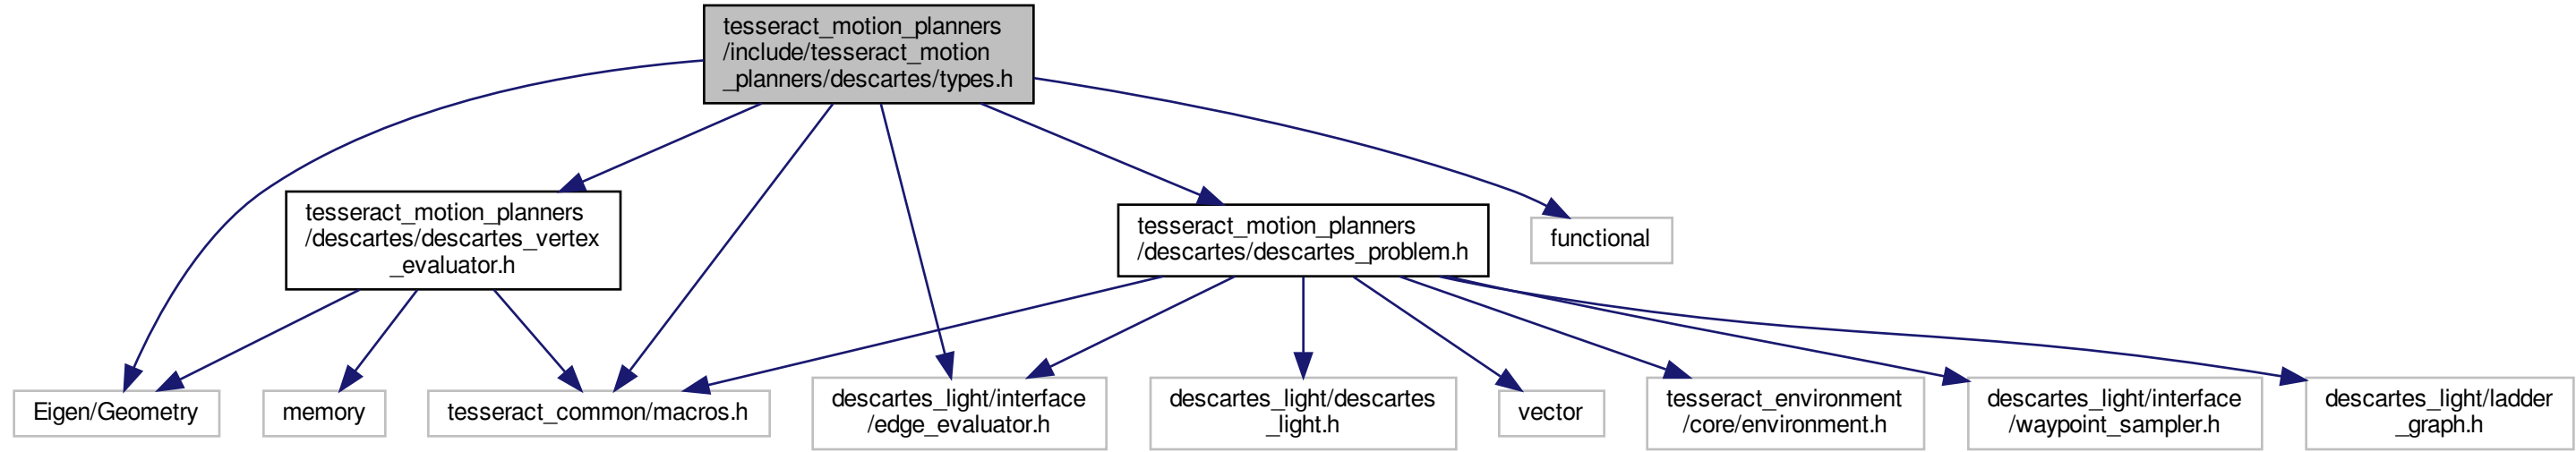 tesseract_motion_planners
/include/tesseract_motion
_planners/descartes/types.h
tesseract_motion_planners
/descartes/descartes_vertex
_evaluator.h
tesseract_motion_planners
/descartes/descartes_problem.h
functional
Eigen/Geometry
memory
tesseract_common/macros.h
descartes_light/interface
/edge_evaluator.h
descartes_light/descartes
_light.h
vector
tesseract_environment
/core/environment.h
descartes_light/interface
/waypoint_sampler.h
descartes_light/ladder
_graph.h